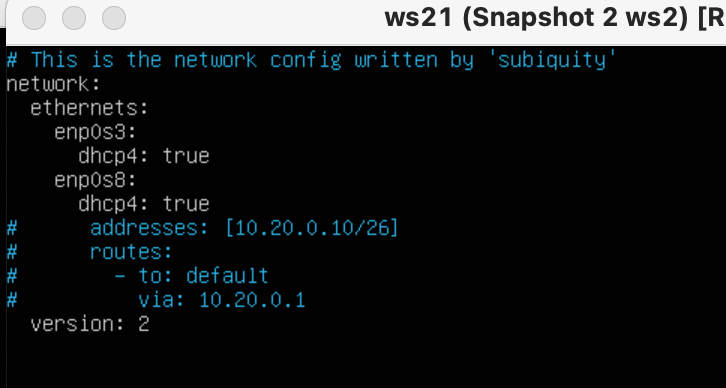 ws21 (Snapshot 2 ws2) [R
# This is the network config written by 'subiquity'
network:
  ethernets:
    enp0s3:
      dhcp4: true
    enp0s8:
      dhcp4: true
#      addresses: [10.20.0.10/26]
#      routes:
#        - to: default
#          via: 10.20.0.1
  version: 2